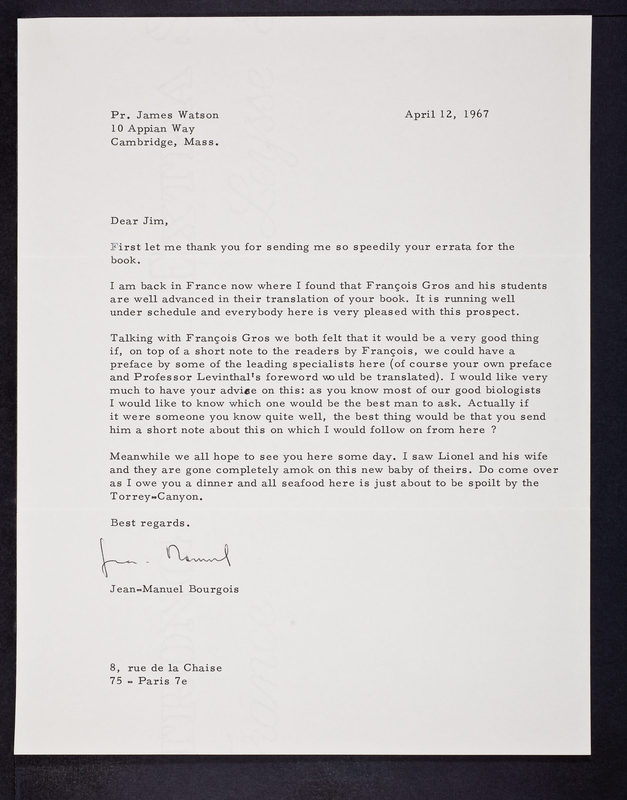 Pr. James Watson April 12, 1967
10 Appian Way
Cambridge, Mass.
Dear Jim,
First let me thank you for sending me so speedily your errata for the
book.
I am back in France now where I found that François Gros and his students
are well advanced in their translation of your book. It is running well
under schedule and everybody here is very pleased with this prospect.
Talking with François Gros we both felt that it would be a very good thing
if, on top of a short note to the readers by François, we could have a
preface by some of the leading specialists here (of course your own preface
and Professor Levinthal's foreword wo uld be translated). I would like very
much to have your advise on this: as you know most of our good biologists
I would like to know which one would be the best man to ask. Actually if
it were someone you know quite well, the best thing would be that you send
him a short note about this on which I would follow on from here ?
Meanwhile we all hope to see you here some day. I saw Lionel and his wife
and they are gone completely amok on this new baby of theirs. Do come over
as I owe you a dinner and all seafood here is just about to be spoilt by the
Torrey-Canyon.
Best regards.
Jean-Manuel
Jean-Manuel Bourgois
8, rue de la Chaise
75 - Paris 7e